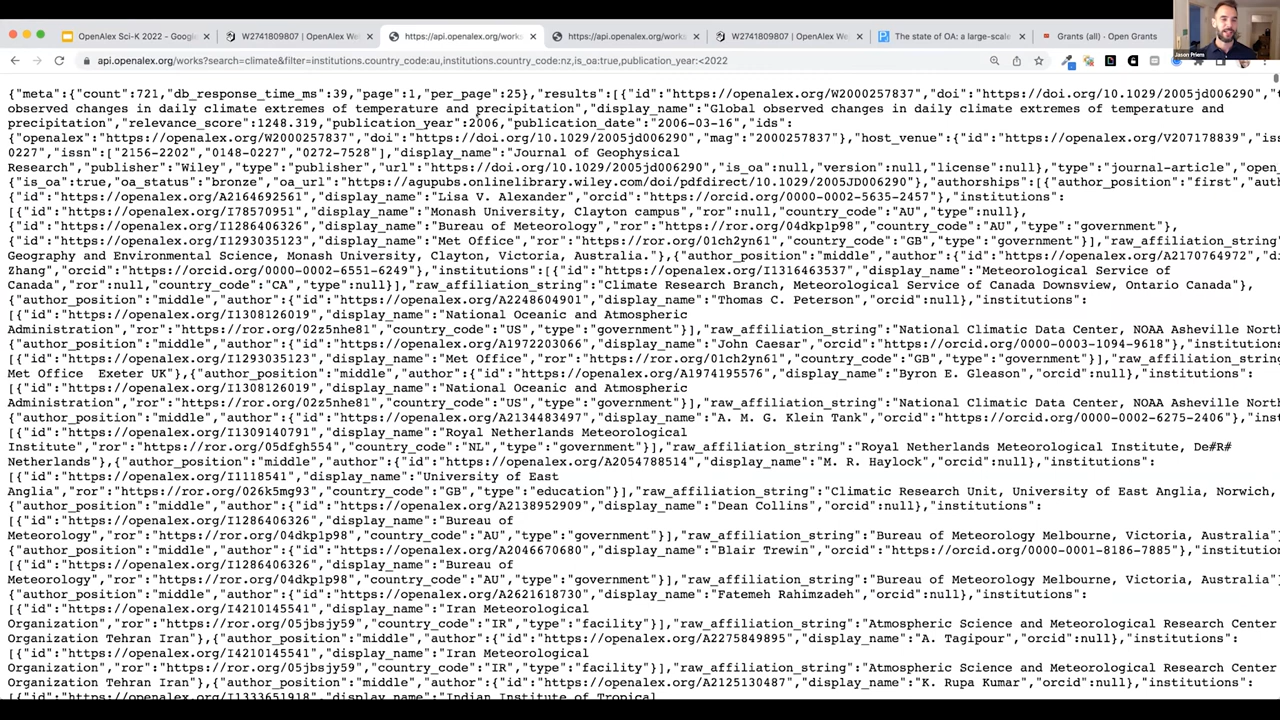 OpenAlex Sci-K 2022 - Google
W2741809807 | OpenAlex We
https://api.openalex.org/works
https://api.openalex.org/works
W2741809807 | OpenAlex We
The state of OA: a large-scale
Grants (all) - Open Grants
api.openalex.org/works?search=climate&filter=institutions.country_code:au,institutions.country_code:nz,is_oa:true,publication_year:<2022
Jason Priem
{"meta":{"count":721,"db_response_time_ms":39,"page":1,"per_page":25},"results":[{"id":"https://openalex.org/W2000257837","doi":"https://doi.org/10.1029/2005jd006290","t
observed changes in daily climate extremes of temperature and precipitation","display_name":"Global observed changes in daily climate extremes of temperature and
precipitation","relevance_score":1248.319,"publication_year":2006,"publication_date":"2006-03-16","ids":
{"openalex":"https://openalex.org/W2000257837","doi":"https://doi.org/10.1029/2005jd006290","mag":"2000257837"},"host_venue":{"id":"https://openalex.org/V207178839","iss
0227","issn":["2156-2202","0148-0227","0272-7528"],"display_name":"Journal of Geophysical
Research","publisher":"Wiley","type":"publisher","url":"https://doi.org/10.1029/2005jd006290","is_oa":null,"version":null,"license":null},"type":"journal-article","open_
{"is_oa":true,"oa_status":"bronze","oa_url":"https://agupubs.onlinelibrary.wiley.com/doi/pdfdirect/10.1029/2005JD006290"},"authorships":[{"author_position":"first","aut
{"id":"https://openalex.org/A2164692561","display_name":"Lisa V. Alexander","orcid":"https://orcid.org/0000-0002-5635-2457"},"institutions":
[{"id":"https://openalex.org/I78570951","display_name":"Monash University, Clayton campus","ror":null,"country_code":"AU","type":null},
{"id":"https://openalex.org/I1286406326","display_name":"Bureau of Meteorology","ror":"https://ror.org/04dkp1p98","country_code":"AU","type":"government"},
{"id":"https://openalex.org/I1293035123","display_name":"Met Office","ror":"https://ror.org/01ch2yn61","country_code":"GB","type":"government"}],"raw_affiliation_string"
Geography and Environmental Science, Monash University, Clayton, Victoria, Australia."},{"author_position":"middle","author":{"id":"https://openalex.org/A2170764972","di
Zhang","orcid":"https://orcid.org/0000-0002-6551-6249"},"institutions":[{"id":"https://openalex.org/I1316463537","display_name":"Meteorological Service of
Canada","ror":null,"country_code":"CA","type":null}],"raw_affiliation_string":"Climate Research Branch, Meteorological Service of Canada Downsview, Ontario Canada"},
{"author_position":"middle","author":{"id":"https://openalex.org/A2248604901","display_name":"Thomas C. Peterson","orcid":null},"institutions":
[{"id":"https://openalex.org/I1308126019","display_name":"National Oceanic and Atmospheric
Administration","ror":"https://ror.org/02z5nhe81","country_code":"US","type":"government"}],"raw_affiliation_string":"National Climatic Data Center, NOAA Asheville North
{"author_position":"middle","author":{"id":"https://openalex.org/A1972203066","display_name":"John Caesar","orcid":"https://orcid.org/0000-0003-1094-9618"},"institutions
[{"id":"https://openalex.org/I1293035123","display_name":"Met Office","ror":"https://ror.org/01ch2yn61","country_code":"GB","type":"government"}],"raw_affiliation_string
Met Office  Exeter UK"},{"author_position":"middle","author":{"id":"https://openalex.org/A1974195576","display_name":"Byron E. Gleason","orcid":null},"institutions":
[{"id":"https://openalex.org/I1308126019","display_name":"National Oceanic and Atmospheric
Administration","ror":"https://ror.org/02z5nhe81","country_code":"US","type":"government"}],"raw_affiliation_string":"National Climatic Data Center, NOAA Asheville North
{"author_position":"middle","author":{"id":"https://openalex.org/A2134483497","display_name":"A. M. G. Klein Tank","orcid":"https://orcid.org/0000-0002-6275-2406"},"inst
[{"id":"https://openalex.org/I1309140791","display_name":"Royal Netherlands Meteorological
Institute","ror":"https://ror.org/05dfgh554","country_code":"NL","type":"government"}],"raw_affiliation_string":"Royal Netherlands Meteorological Institute, De#R#
Netherlands"},{"author_position":"middle","author":{"id":"https://openalex.org/A2054788514","display_name":"M. R. Haylock","orcid":null},"institutions":
[{"id":"https://openalex.org/I1118541","display_name":"University of East
Anglia","ror":"https://ror.org/026k5mg93","country_code":"GB","type":"education"}],"raw_affiliation_string":"Climatic Research Unit, University of East Anglia, Norwich,
{"author_position":"middle","author":{"id":"https://openalex.org/A2138952909","display_name":"Dean Collins","orcid":null},"institutions":
[{"id":"https://openalex.org/I1286406326","display_name":"Bureau of
Meteorology","ror":"https://ror.org/04dkp1p98","country_code":"AU","type":"government"}],"raw_affiliation_string":"Bureau of Meteorology Melbourne, Victoria, Australia"}
{"author_position":"middle","author":{"id":"https://openalex.org/A2046670680","display_name":"Blair Trewin","orcid":"https://orcid.org/0000-0001-8186-7885"},"institutio
[{"id":"https://openalex.org/I1286406326","display_name":"Bureau of
Meteorology","ror":"https://ror.org/04dkp1p98","country_code":"AU","type":"government"}],"raw_affiliation_string":"Bureau of Meteorology Melbourne, Victoria, Australia"}
{"author_position":"middle","author":{"id":"https://openalex.org/A2621618730","display_name":"Fatemeh Rahimzadeh","orcid":null},"institutions":
[{"id":"https://openalex.org/I4210145541","display_name":"Iran Meteorological
Organization","ror":"https://ror.org/05jbsjy59","country_code":"IR","type":"facility"}],"raw_affiliation_string":"Atmospheric Science and Meteorological Research Center
Organization Tehran Iran"},{"author_position":"middle","author":{"id":"https://openalex.org/A2275849895","display_name":"A. Tagipour","orcid":null},"institutions":
[{"id":"https://openalex.org/I4210145541","display_name":"Iran Meteorological
Organization","ror":"https://ror.org/05jbsjy59","country_code":"IR","type":"facility"}],"raw_affiliation_string":"Atmospheric Science and Meteorological Research Center
Organization Tehran Iran"},{"author_position":"middle","author":{"id":"https://openalex.org/A2125130487","display_name":"K. Rupa Kumar","orcid":null},"institutions":
[{"id":"https://openalex.org/I1333651918","display_name":"Indian Institute of Tropical